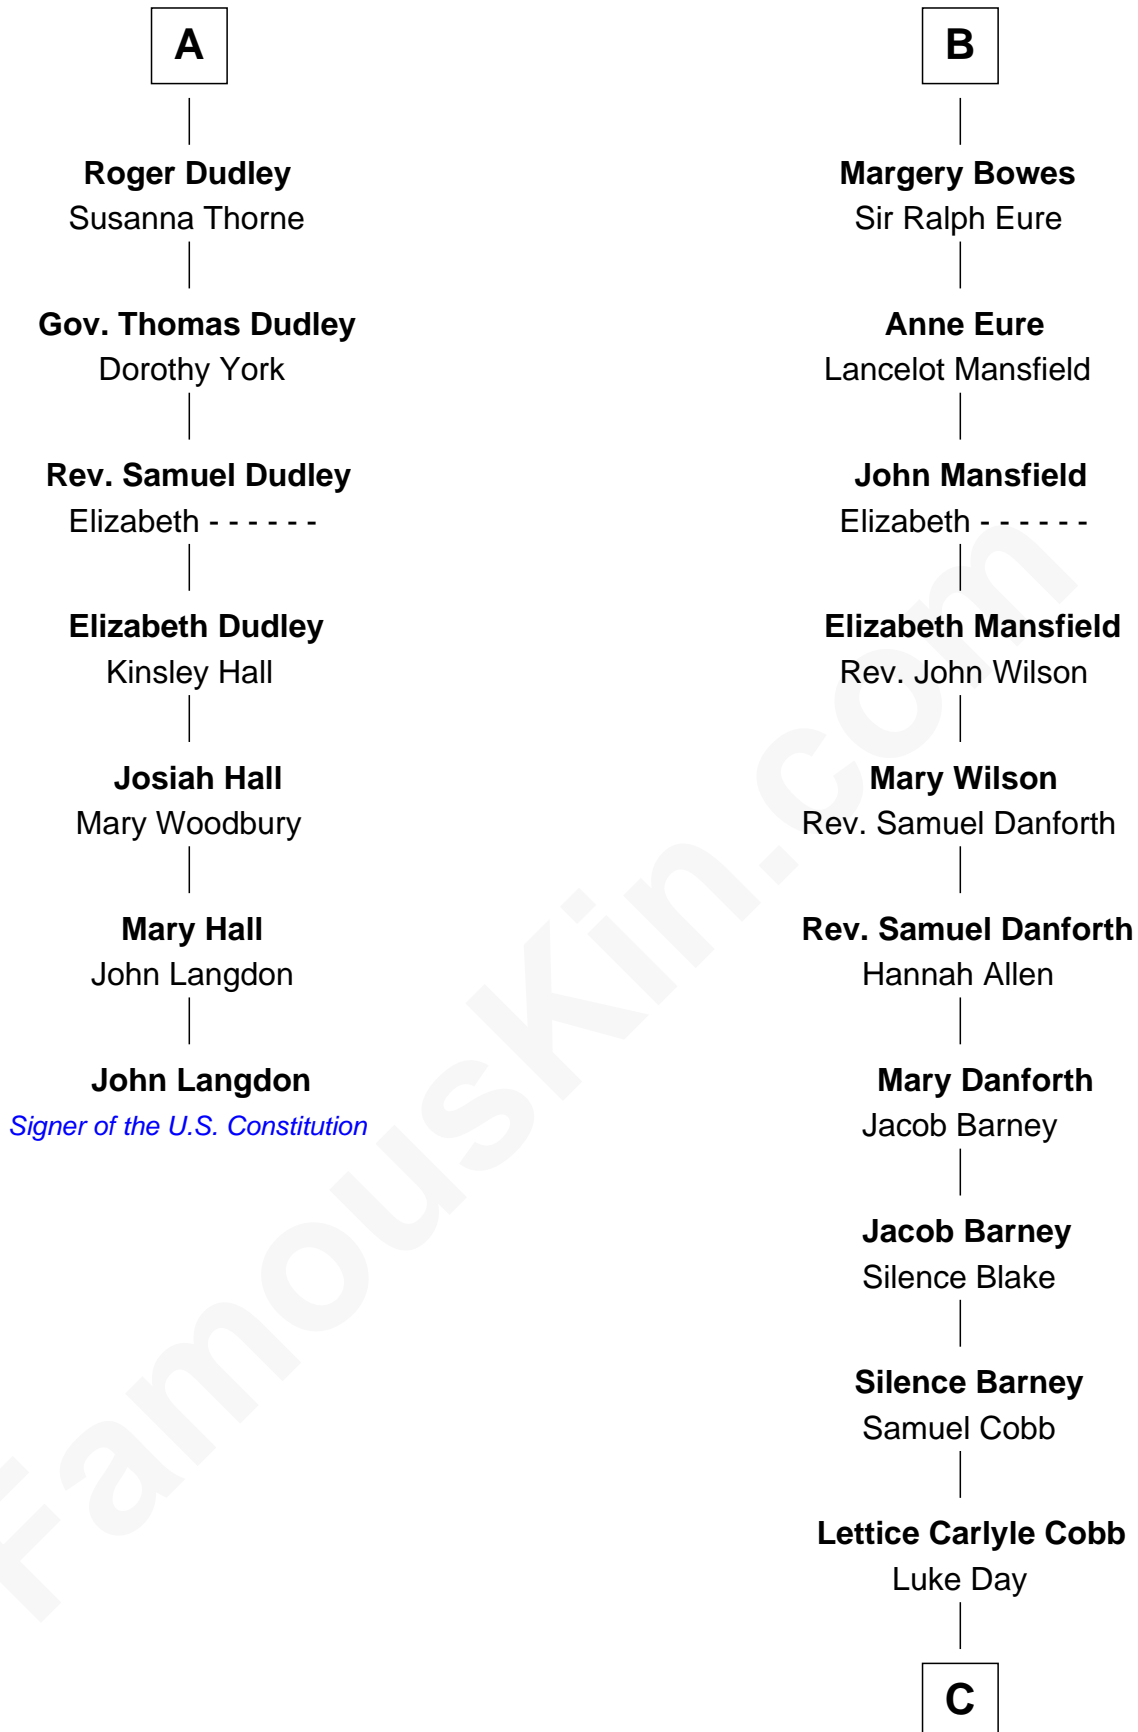 A
Roger Dudley
Susanna Thorne
Gov. Thomas Dudley
Dorothy York
Rev. Samuel Dudley
Elizabeth - - - - - -
Elizabeth Dudley
Kinsley Hall
Josiah Hall
Mary Woodbury
Mary Hall
John Langdon
John Langdon
Signer of the U.S. Constitution
B
Margery Bowes
Sir Ralph Eure
Anne Eure
Lancelot Mansfield
John Mansfield
Elizabeth - - - - - -
Elizabeth Mansfield
Rev. John Wilson
Mary Wilson
Rev. Samuel Danforth
Rev. Samuel Danforth
Hannah Allen
Mary Danforth
Jacob Barney
Jacob Barney
Silence Blake
Silence Barney
Samuel Cobb
Lettice Carlyle Cobb
Luke Day
C
FamousKin.com